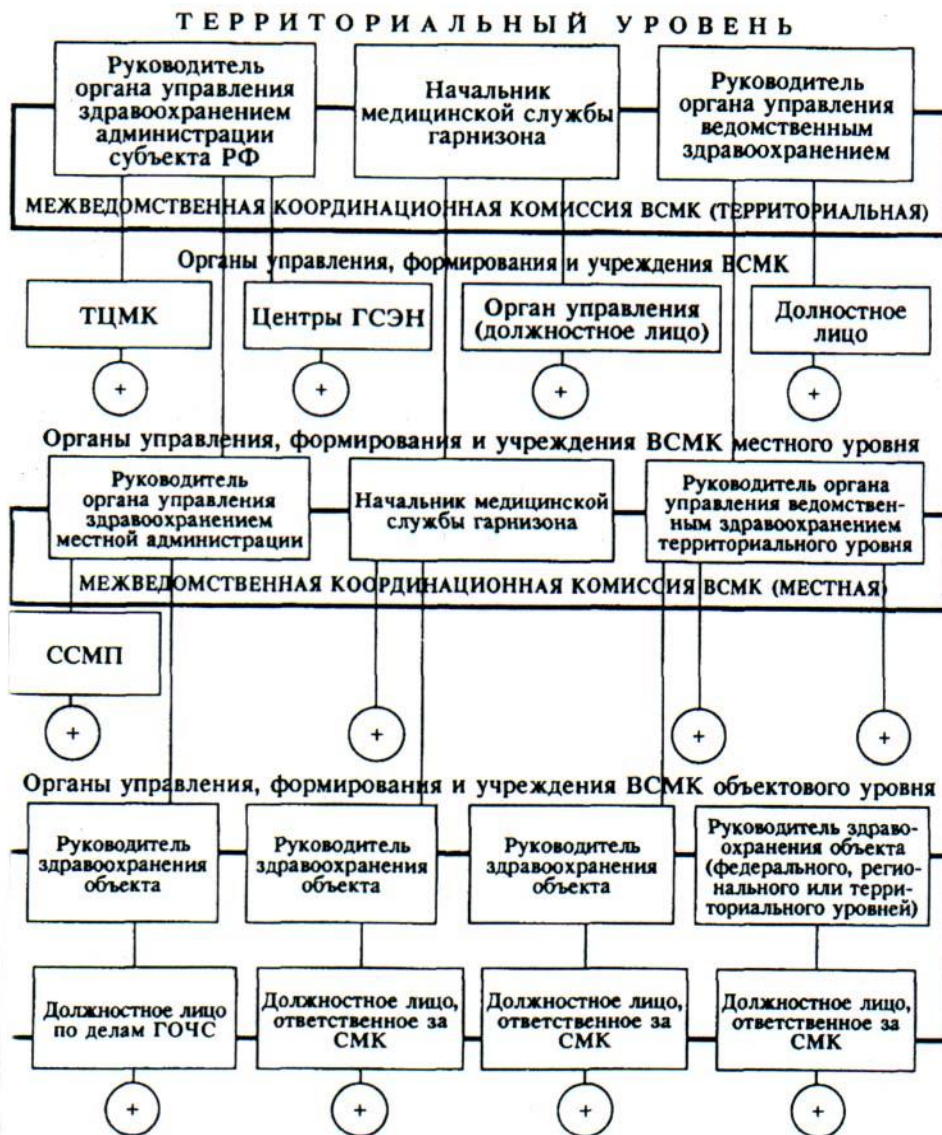 ТЕРРИТОРИАЛЬНЫЙ УРОВЕНЬ
Руководитель
органа управления
здравоохранением
администрации
субъекта РФ
Начальник
медицинской службы
гарнизона
Руководитель
органа управления
ведомственным
здравоохранением
МЕЖВЕДОМСТВЕННАЯ КООРДИНАЦИОННАЯ КОМИССИЯ ВСМК (ТЕРРИТОРИАЛЬНАЯ)
Органы управления, формирования и учреждения ВСМК
ТЦМК
Центры ГСЭН
Орган управления
(должностное лицо)
Долностное
лицо
+
+
+
+
Органы управления, формирования и учреждения ВСМК местного уровня
Руководитель
органа управления
здравоохранением
местной администрации
Начальник медицинской
службы гарнизона
Руководитель органа
управления ведомствен-
ным здравоохранением
территориального уровня
МЕЖВЕДОМСТВЕННАЯ КООРДИНАЦИОННАЯ КОМИССИЯ ВСМК (МЕСТНАЯ)
ССМП
+
+
+
+
Органы управления, формирования и учреждения ВСМК объектового уровня
Руководитель
здравоохранения
объекта
Руководитель
здравоохранения
объекта
Руководитель
здравоохранения
объекта
Руководитель здраво-
охранения объекта
(федерального, регио-
нального или терри-
ториального уровней)
Должностное лицо
по делам ГОЧС
Должностное лицо,
ответственное за
СМК
Должностное лицо,
ответственное за
СМК
Должностное лицо,
ответственное за
СМК
+
+
+
+